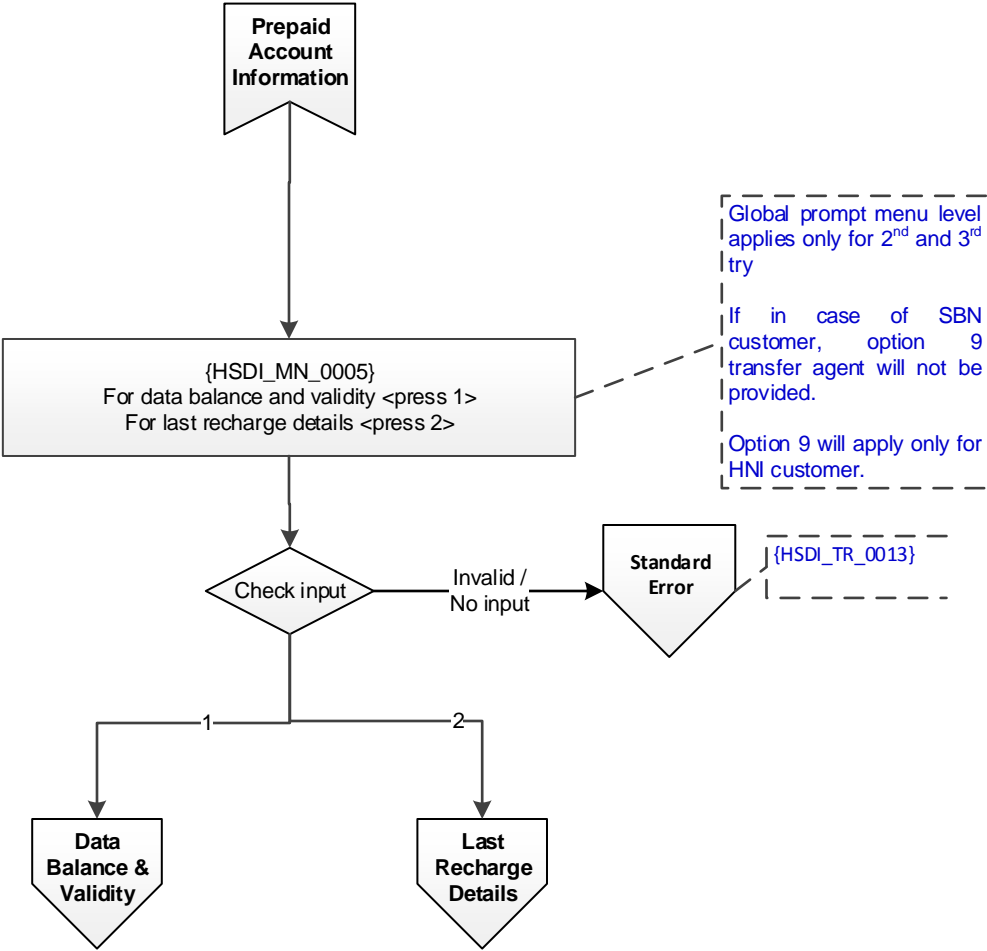 Prepaid
Account
Information
Global prompt menu level
applies only for 2nd and 3rd
try
If in case of SBN
customer, option 9
transfer agent will not be
provided.
Option 9 will apply only for
HNI customer.
{HSDI_MN_0005}
For data balance and validity <press 1>
For last recharge details <press 2>
Check input
Invalid /
No input
Standard
Error
{HSDI_TR_0013}
1
2
Data
Balance &
Validity
Last
Recharge
Details